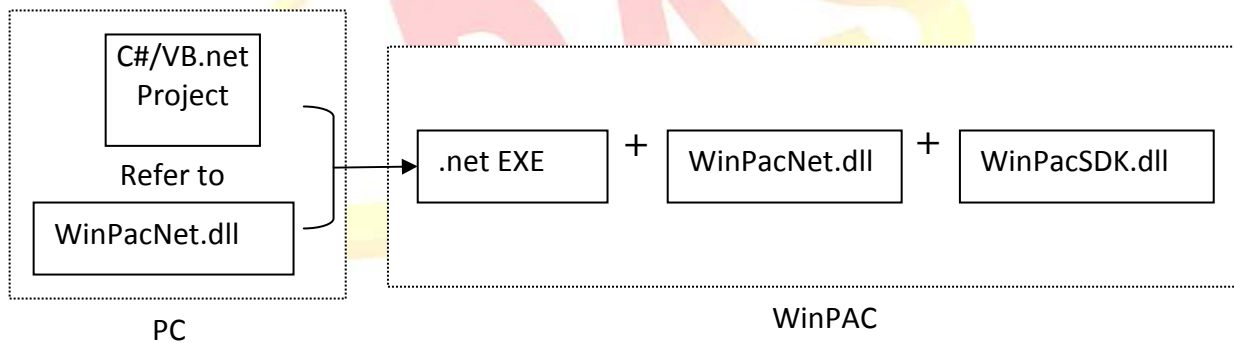 C#/VB.net
Project
Refer to
WinPacNet.dll
PC
.net EXE
+
WinPacNet.dll
+
WinPacSDK.dll
WinPAC